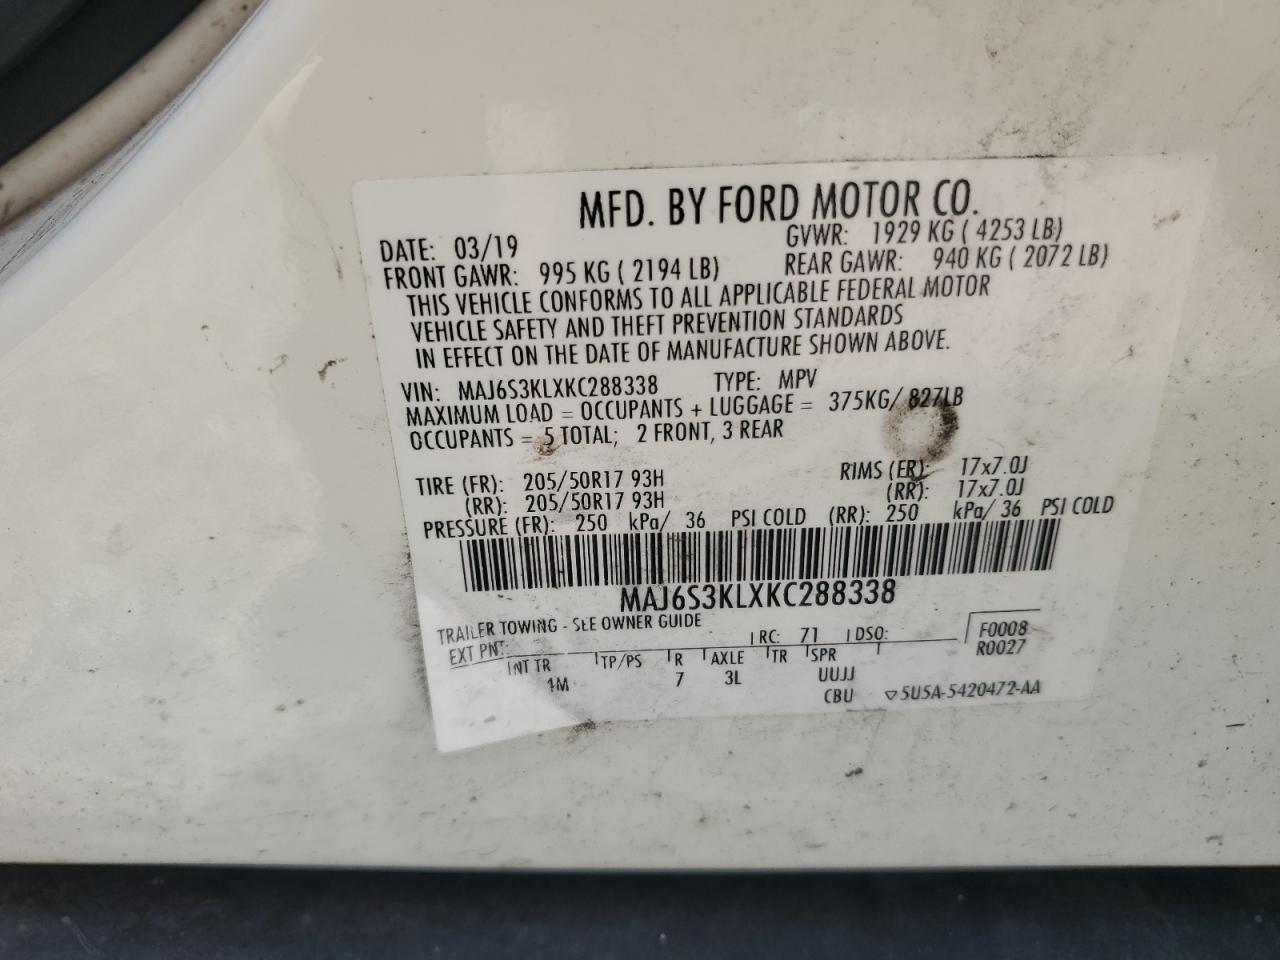 MFD. BY FORD MOTOR CO.
DATE: 03/19 GVWR: 1929 KG ( 4253 LB)
FRONT GAWR: 995 KG ( 2194 LB) REAR GAWR: 940 KG ( 2072 LB)
THIS VEHICLE CONFORMS TO ALL APPLICABLE FEDERAL MOTOR
VEHICLE SAFETY AND THEFT PREVENTION STANDARDS
IN EFFECT ON THE DATE OF MANUFACTURE SHOWN ABOVE.
VIN: MAJ6S3KLXKC288338 TYPE: MPV
MAXIMUM LOAD = OCCUPANTS + LUGGAGE = 375KG/ 827LB
OCCUPANTS = 5 TOTAL; 2 FRONT, 3 REAR
TIRE (FR): 205/50R17 93H RIMS (FR): 17x7.0J
(RR): 205/50R17 93H (RR): 17x7.0J
PRESSURE (FR): 250 kPa/ 36 PSI COLD (RR): 250 kPa/ 36 PSI COLD
MAJ6S3KLXKC288338
TRAILER TOWING - SEE OWNER GUIDE
EXT PNT: RC: 71 DSO: F0008
R0027
INT TR TP/PS R AXLE TR SPR
1M 7 3L UUJJ
CBU ▽5U5A-5420472-AA